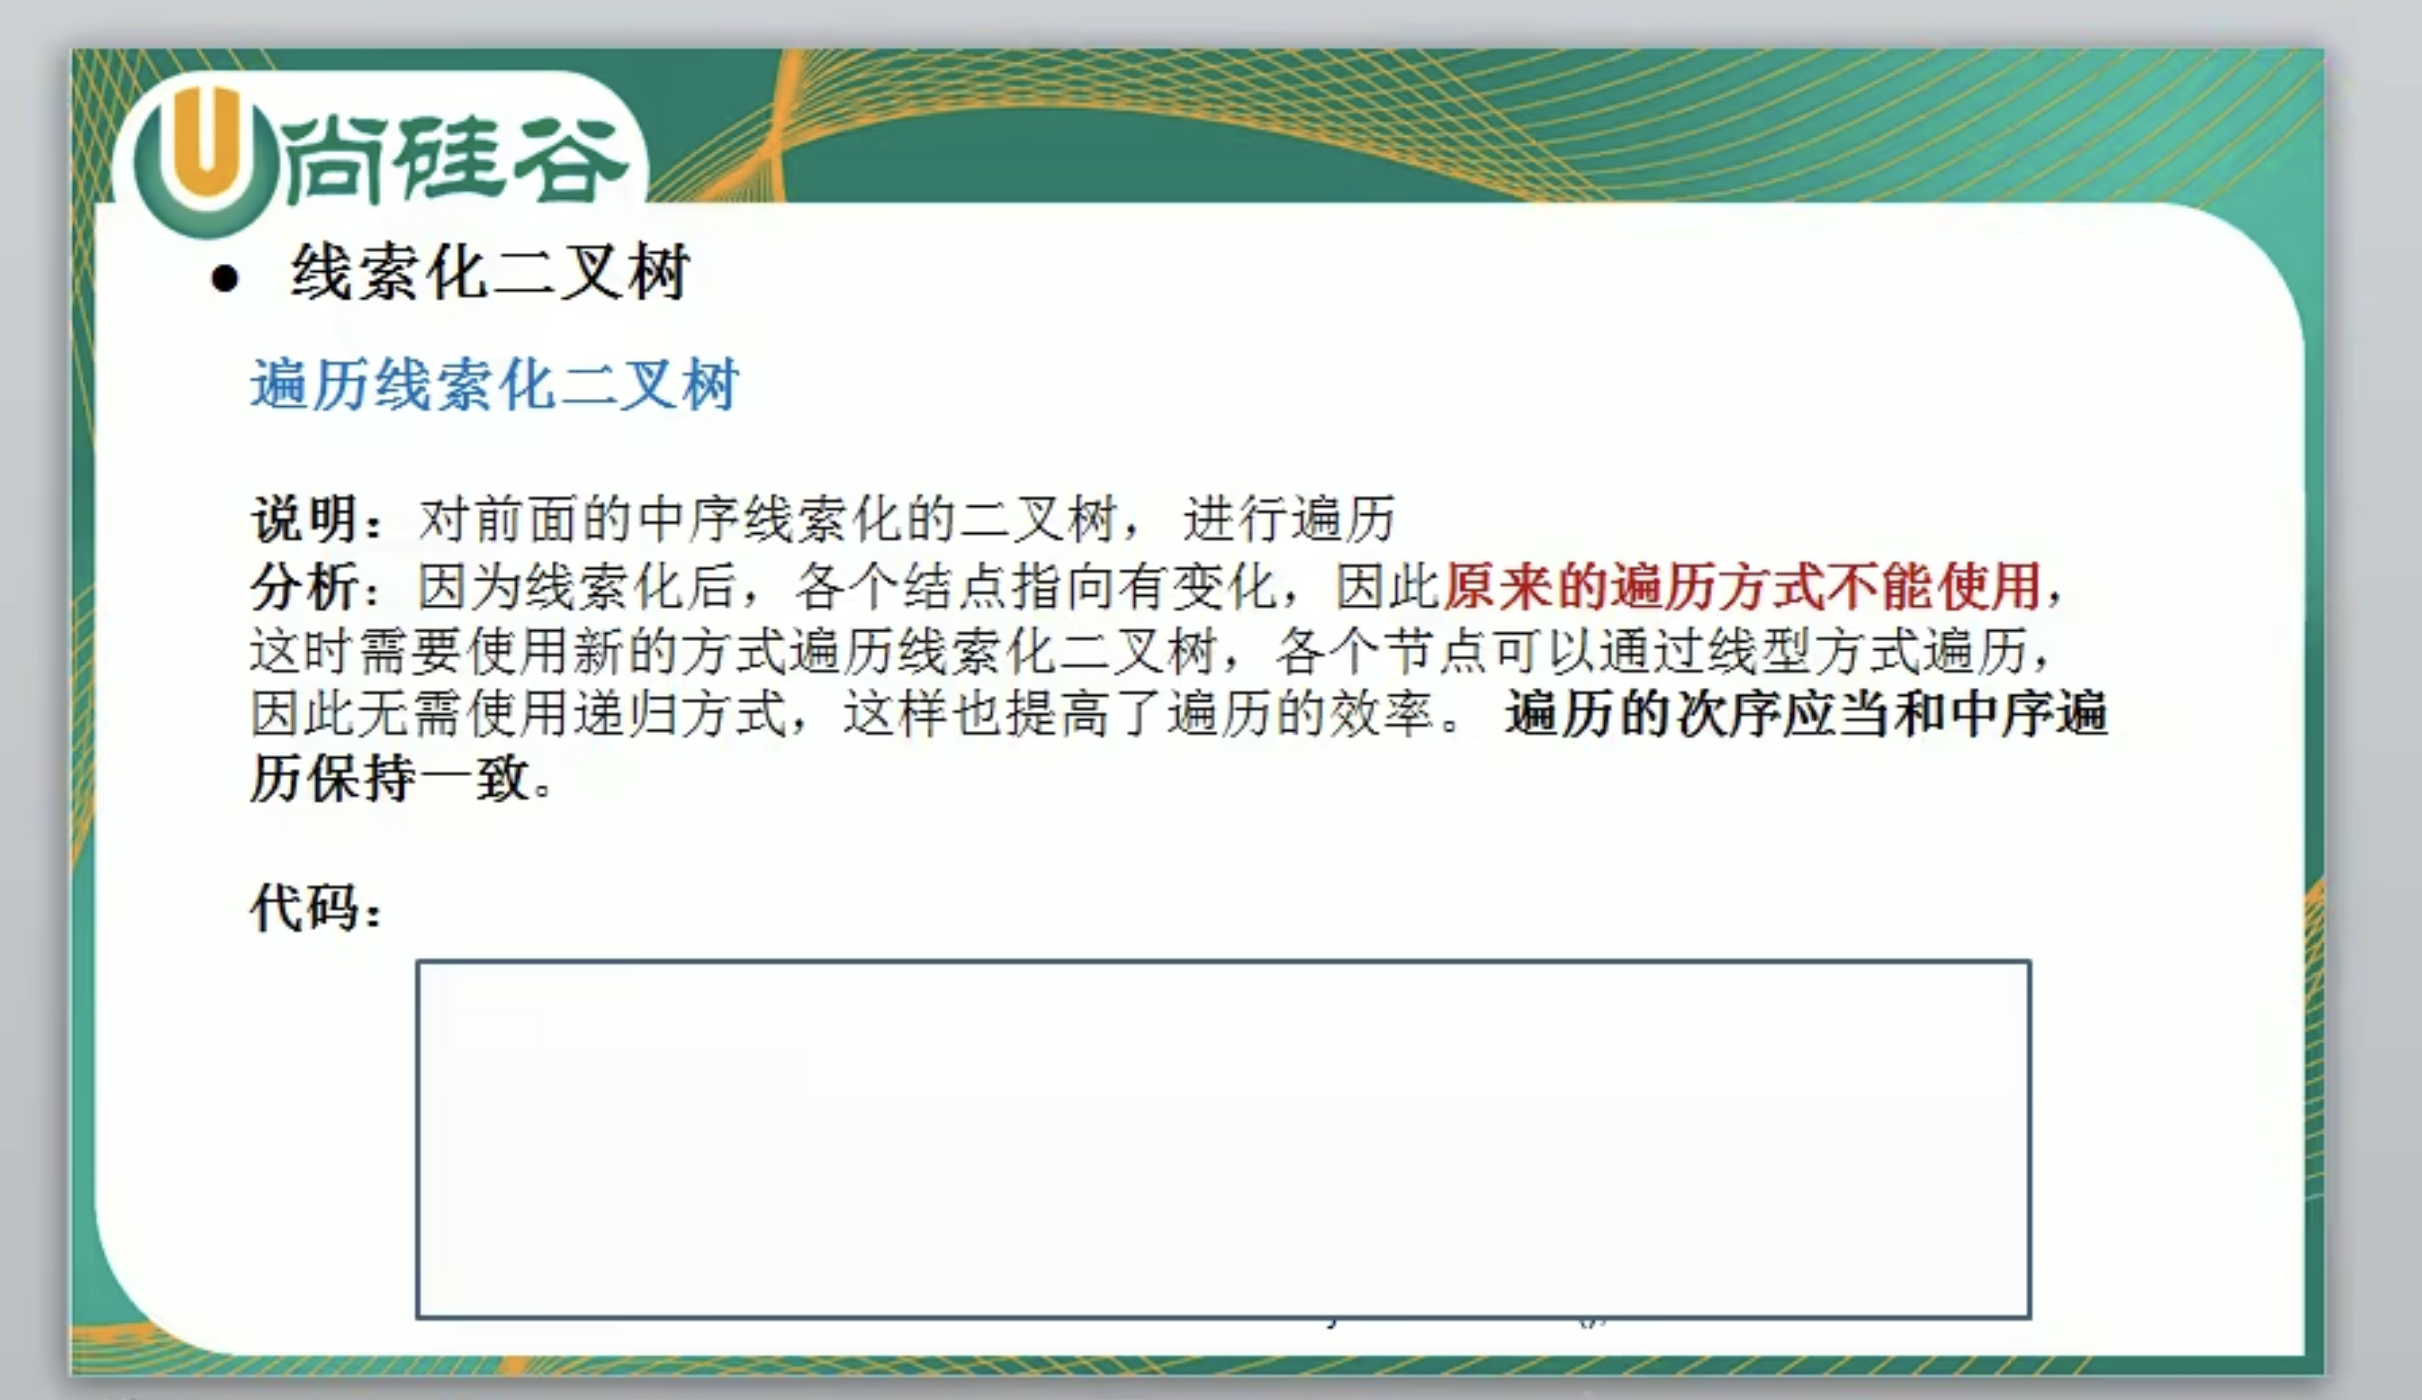 尚硅谷
• 线索化二叉树
遍历线索化二叉树
说明：对前面的中序线索化的二叉树， 进行遍历
分析：因为线索化后，各个结点指向有变化，因此原来的遍历方式不能使用，
这时需要使用新的方式遍历线索化二叉树，各个节点可以通过线型方式遍历，
因此无需使用递归方式，这样也提高了遍历的效率。 遍历的次序应当和中序遍
历保持一致。
代码：